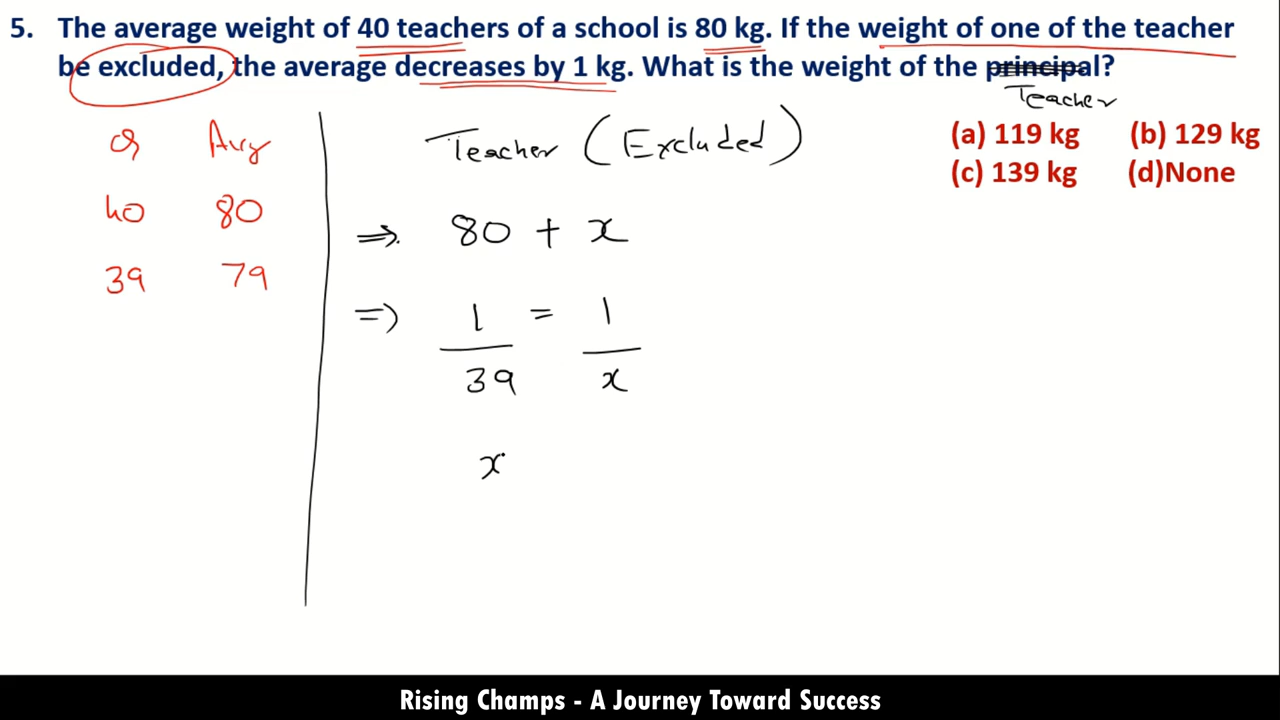 5. The average weight of 40 teachers of a school is 80 kg. If the weight of one of the teacher
be excluded, the average decreases by 1 kg. What is the weight of the principal?
Teacher
(a) 119 kg (b) 129 kg
(c) 139 kg (d)None
Avg
40 80
39 79
Teacher (Excluded)
⇒ 80 + x
⇒ 1 = 1
39 x
x
Rising Champs - A Journey Toward Success